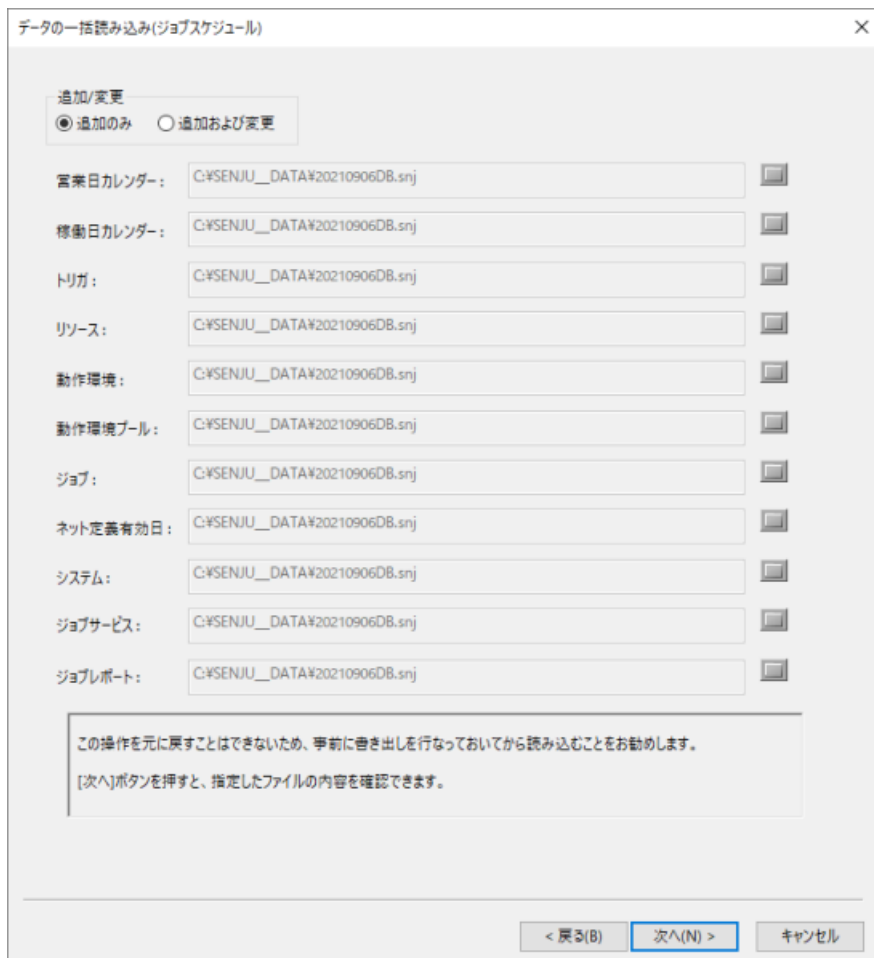 データの一括読み込み(ジョブスケジュール)
追加/変更
追加のみ 追加および変更
営業日カレンダー: C:¥SENJU__DATA¥20210906DB.snj
稼働日カレンダー: C:¥SENJU__DATA¥20210906DB.snj
トリガ: C:¥SENJU__DATA¥20210906DB.snj
リソース: C:¥SENJU__DATA¥20210906DB.snj
動作環境: C:¥SENJU__DATA¥20210906DB.snj
動作環境プール: C:¥SENJU__DATA¥20210906DB.snj
ジョブ: C:¥SENJU__DATA¥20210906DB.snj
ネット定義有効日: C:¥SENJU__DATA¥20210906DB.snj
システム: C:¥SENJU__DATA¥20210906DB.snj
ジョブサービス: C:¥SENJU__DATA¥20210906DB.snj
ジョブレポート: C:¥SENJU__DATA¥20210906DB.snj
この操作を元に戻すことはできないため、事前に書き出しを行なっておいてから読み込むことをお勧めします。
[次へ]ボタンを押すと、指定したファイルの内容を確認できます。
< 戻る(B) 次へ(N) > キャンセル